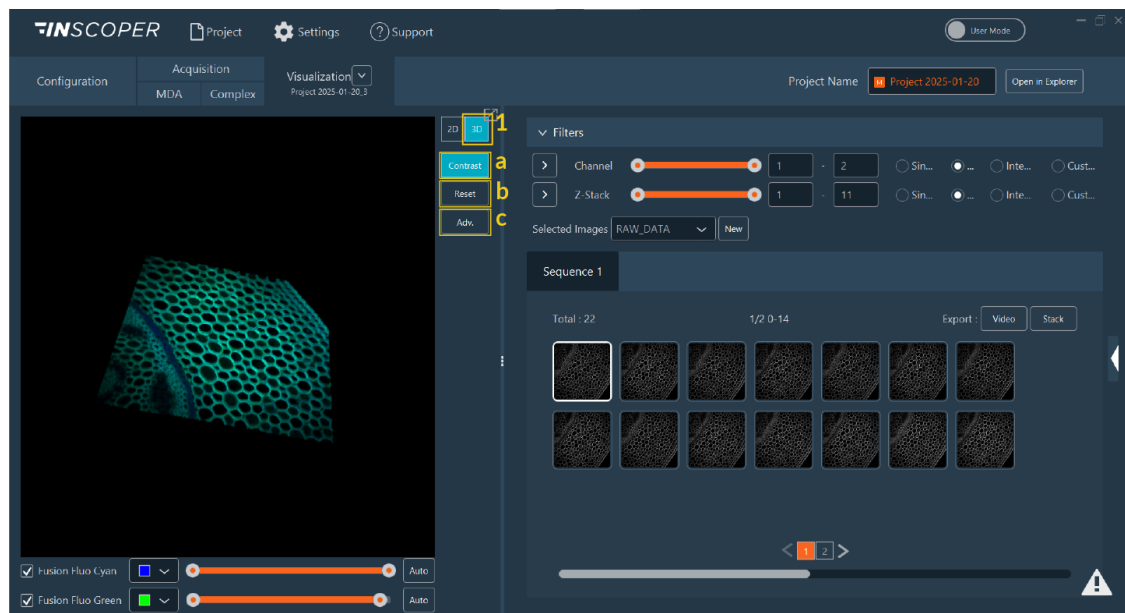 INSCOPER Project Settings ? Support User Mode
Configuration Acquisition MDA Complex
Visualization
Project 2025-01-20_3
Project Name M Project 2025-01-20 Open in Explorer
2D 3D 1
Contrast a
Reset b
Adv. c
Filters
Channel 1 - 2 Sin... ... Inte... Cust...
Z-Stack 1 - 11 Sin... ... Inte... Cust...
Selected Images RAW_DATA New
Sequence 1
Total : 22 1/2 0-14 Export : Video Stack
1 2
Fusion Fluo Cyan Auto
Fusion Fluo Green Auto